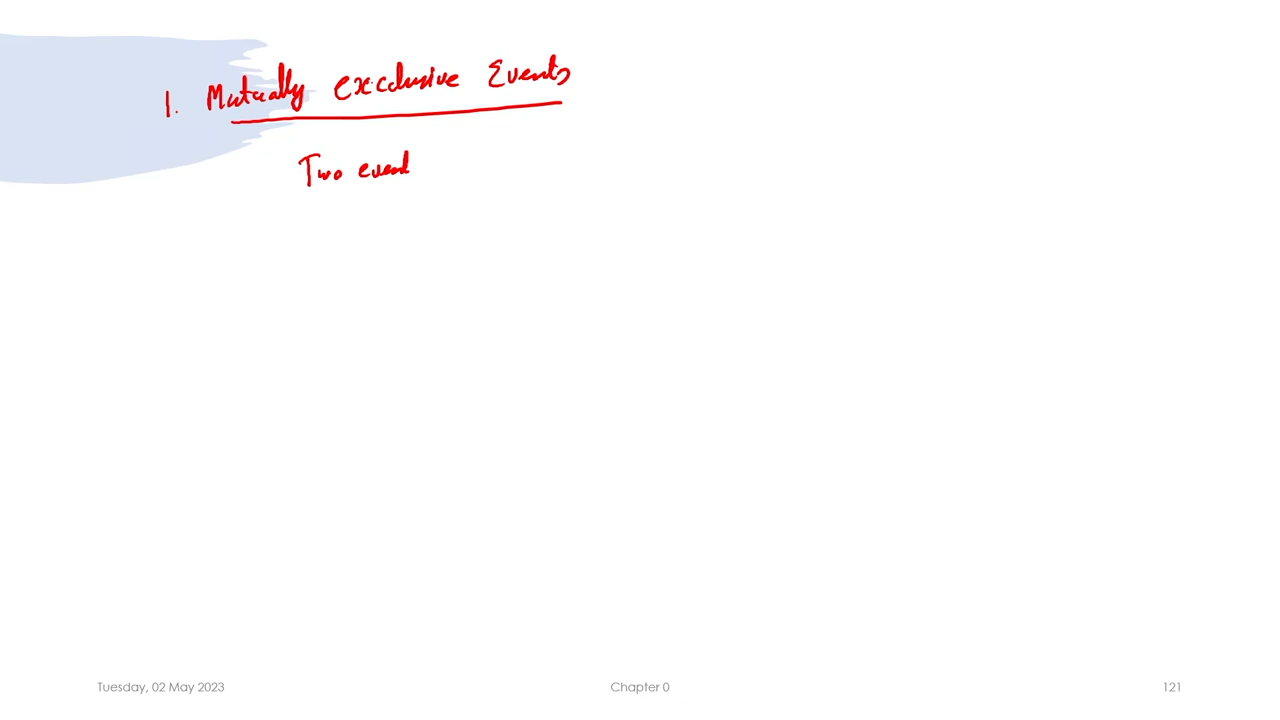 1. Mutually exclusive Events
Two event
Tuesday, 02 May 2023 Chapter 0 121